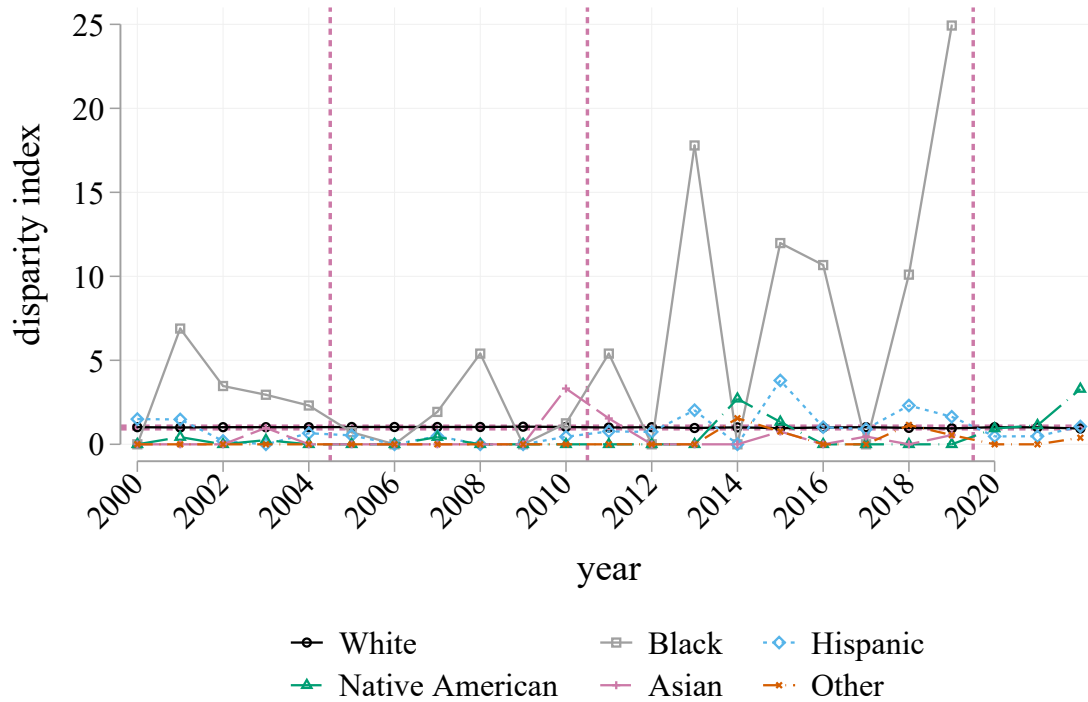 25
20
15
10
5
0
disparity index
2000 2002 2004 2006 2008 2010 2012 2014 2016 2018 2020
year
White Black Hispanic
Native American Asian Other